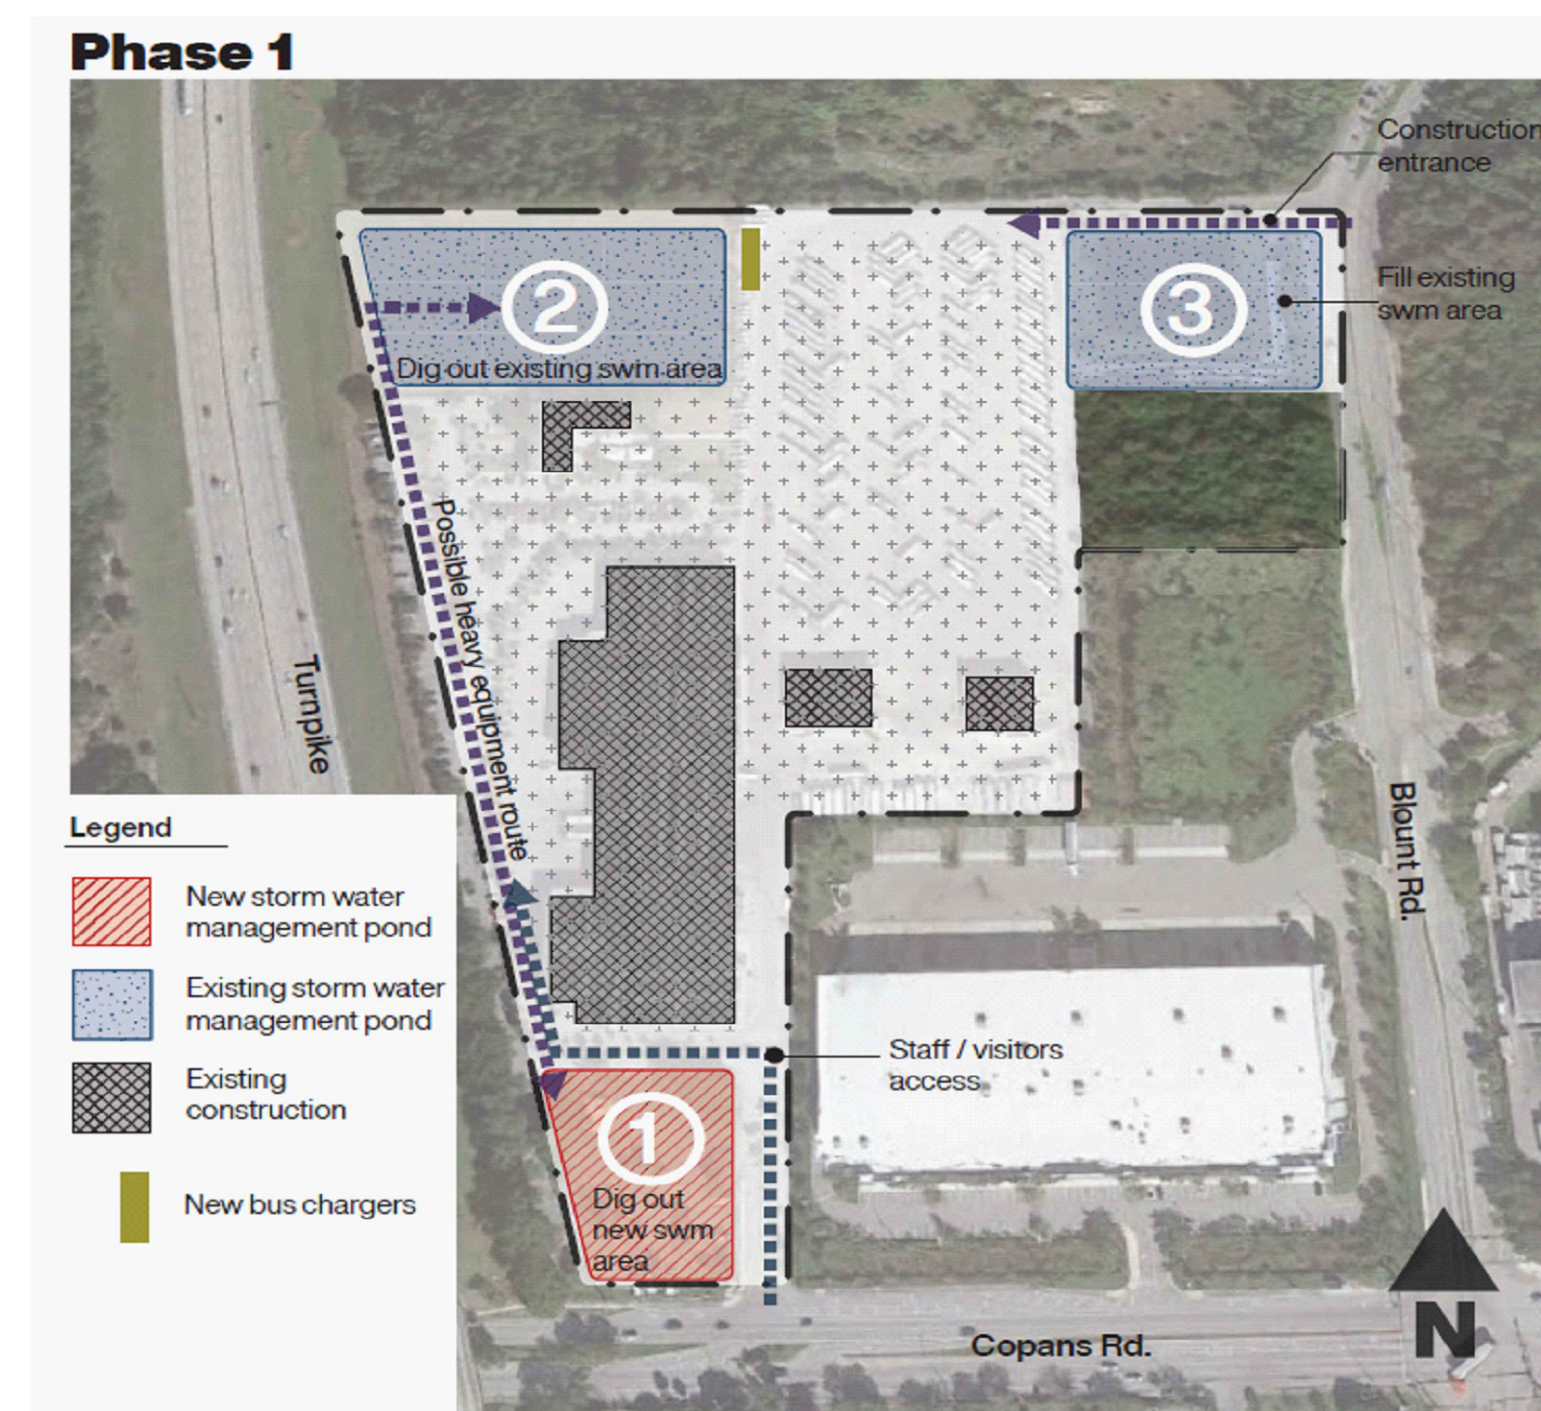 Phase 1
Construction
entrance
2
3
Fill existing
swm area
Dig out existing swm area
Possible heavy equipment route
Turnpike
Blount Rd.
Legend
New storm water
management pond
Existing storm water
management pond
Existing
construction
New bus chargers
Staff / visitors
access
1
Dig out
new swm
area
Copans Rd.
N